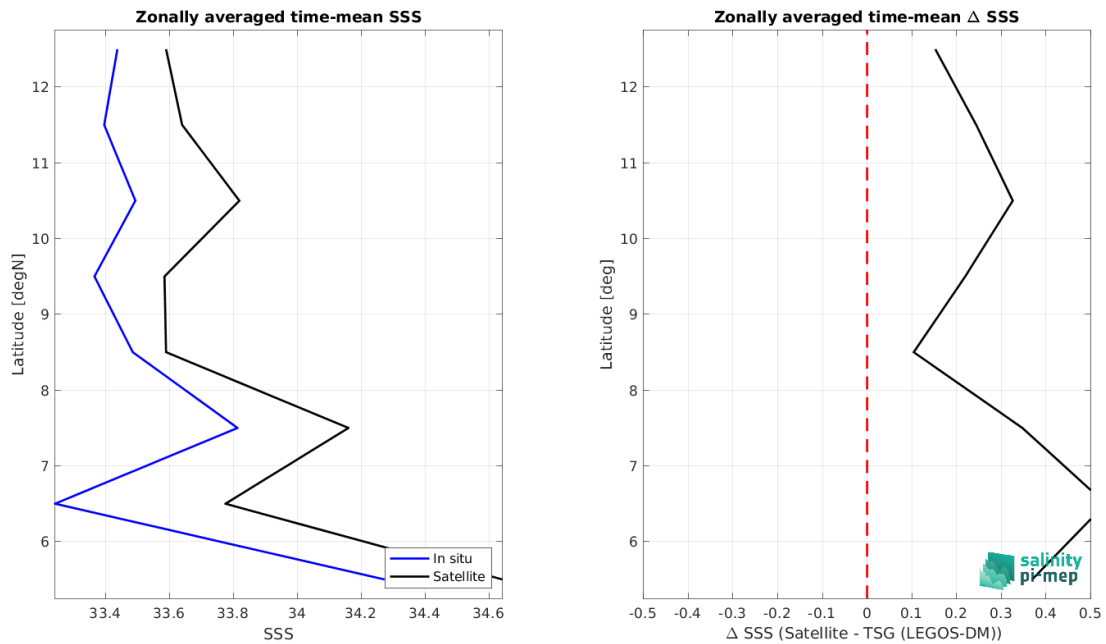 Zonally averaged time-mean SSS
12
11
10
9
8
7
6
Latitude [degN]
33.4 33.6 33.8 34 34.2 34.4 34.6
SSS
In situ
Satellite
Zonally averaged time-mean Δ SSS
12
11
10
9
8
7
6
Latitude [deg]
-0.5 -0.4 -0.3 -0.2 -0.1 0 0.1 0.2 0.3 0.4 0.5
Δ SSS (Satellite - TSG (LEGOS-DM))
salinity
pi-mep